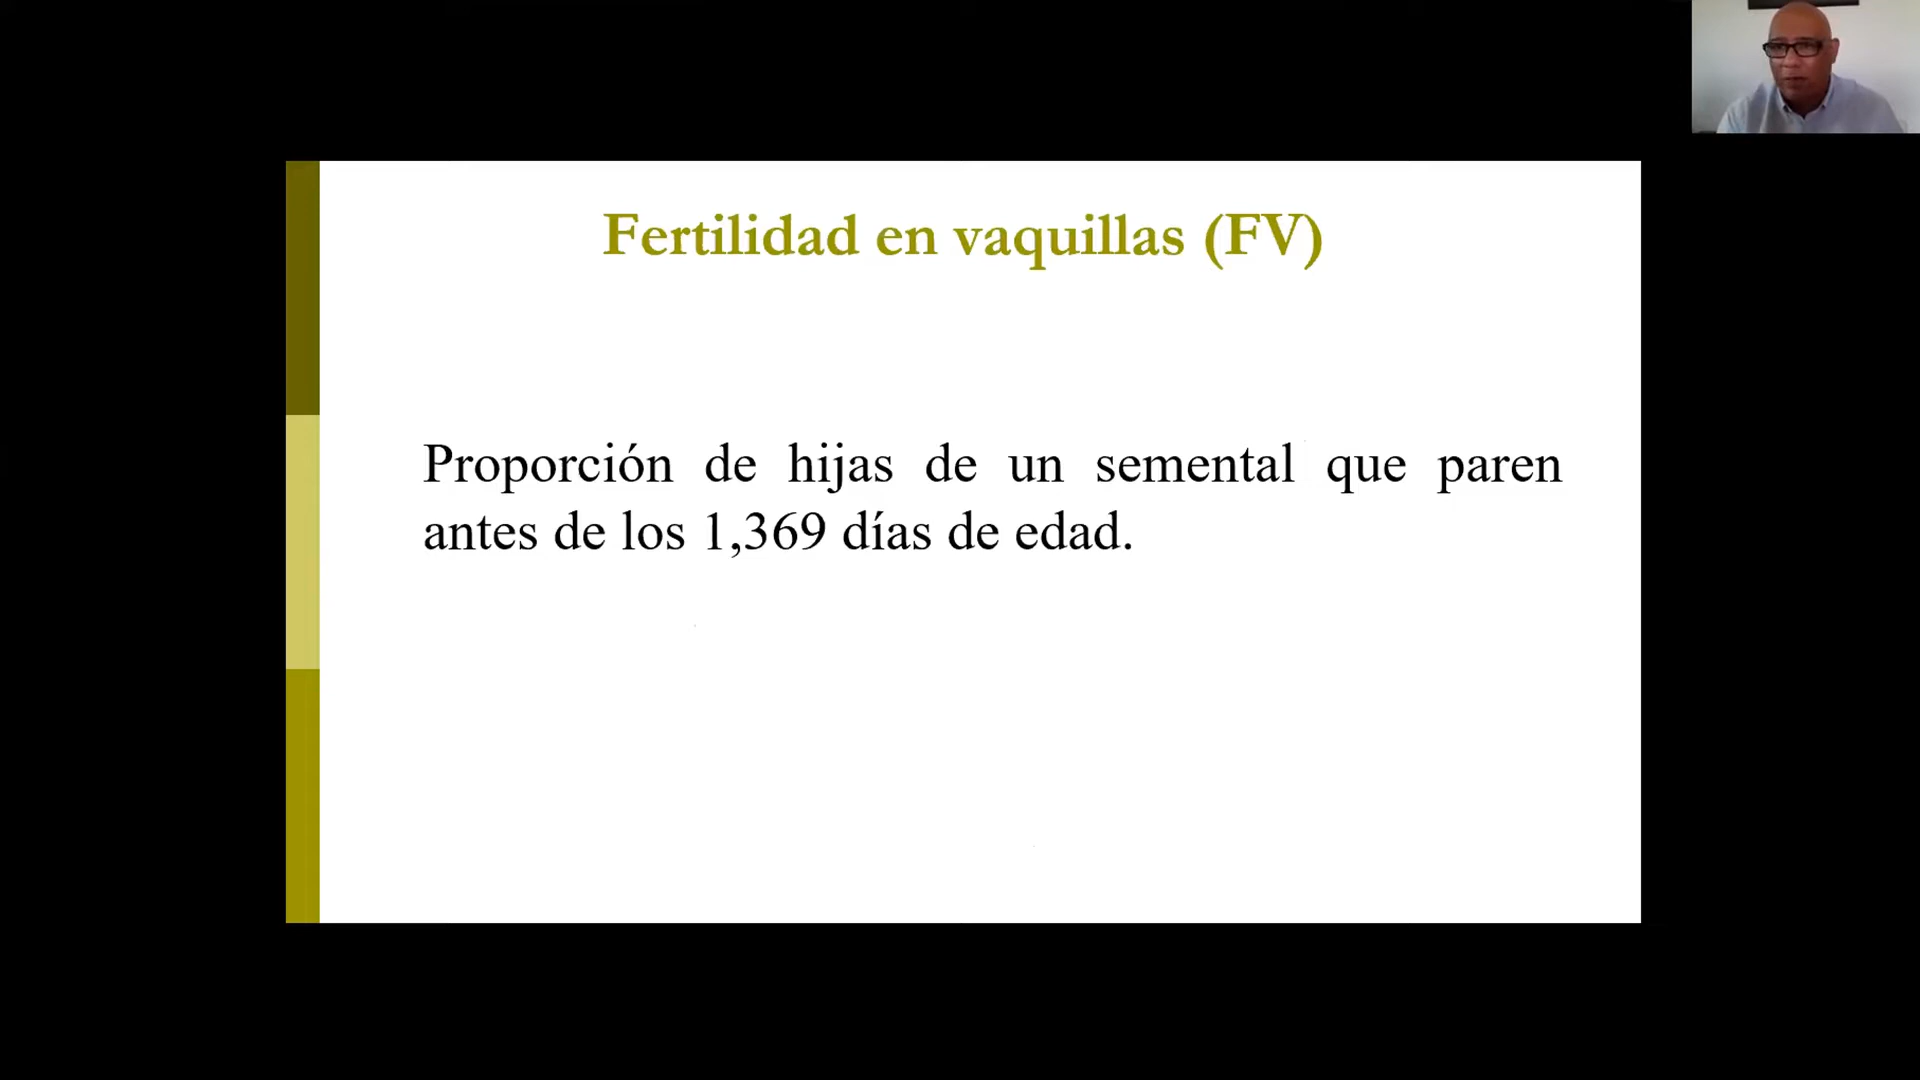 Fertilidad en vaquillas (FV)
Proporción de hijas de un semental que paren
antes de los 1,369 días de edad.